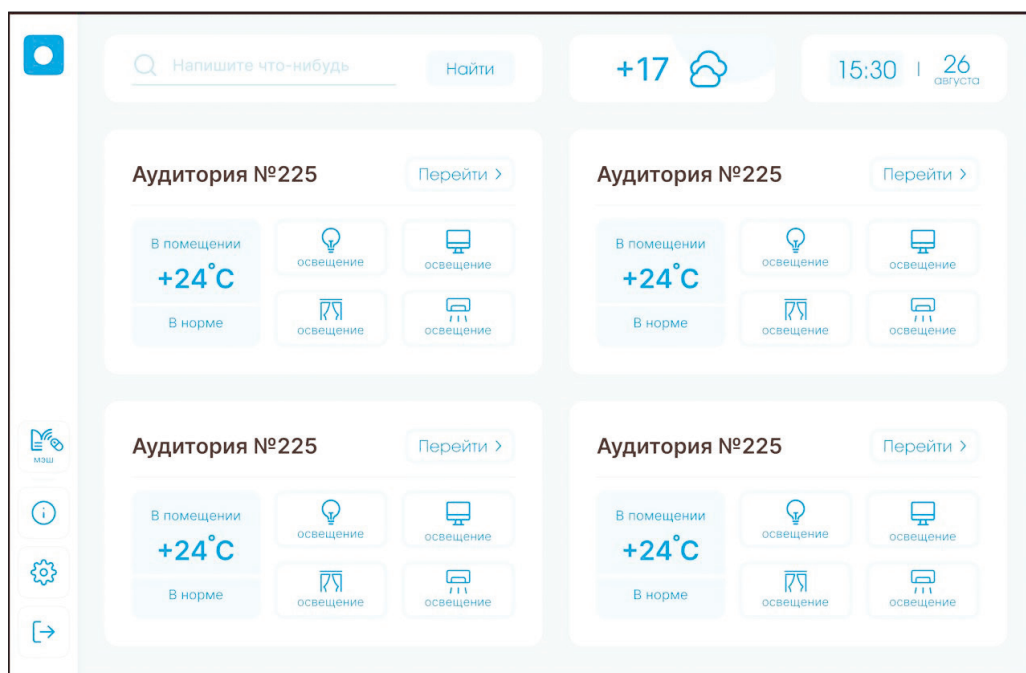 Напишите что-нибудь
Найти
+17
15:30
26
августа
Аудитория №225
Перейти >
В помещении
+24°C
В норме
освещение
освещение
освещение
освещение
Аудитория №225
Перейти >
В помещении
+24°C
В норме
освещение
освещение
освещение
освещение
Аудитория №225
Перейти >
В помещении
+24°C
В норме
освещение
освещение
освещение
освещение
Аудитория №225
Перейти >
В помещении
+24°C
В норме
освещение
освещение
освещение
освещение
мэш